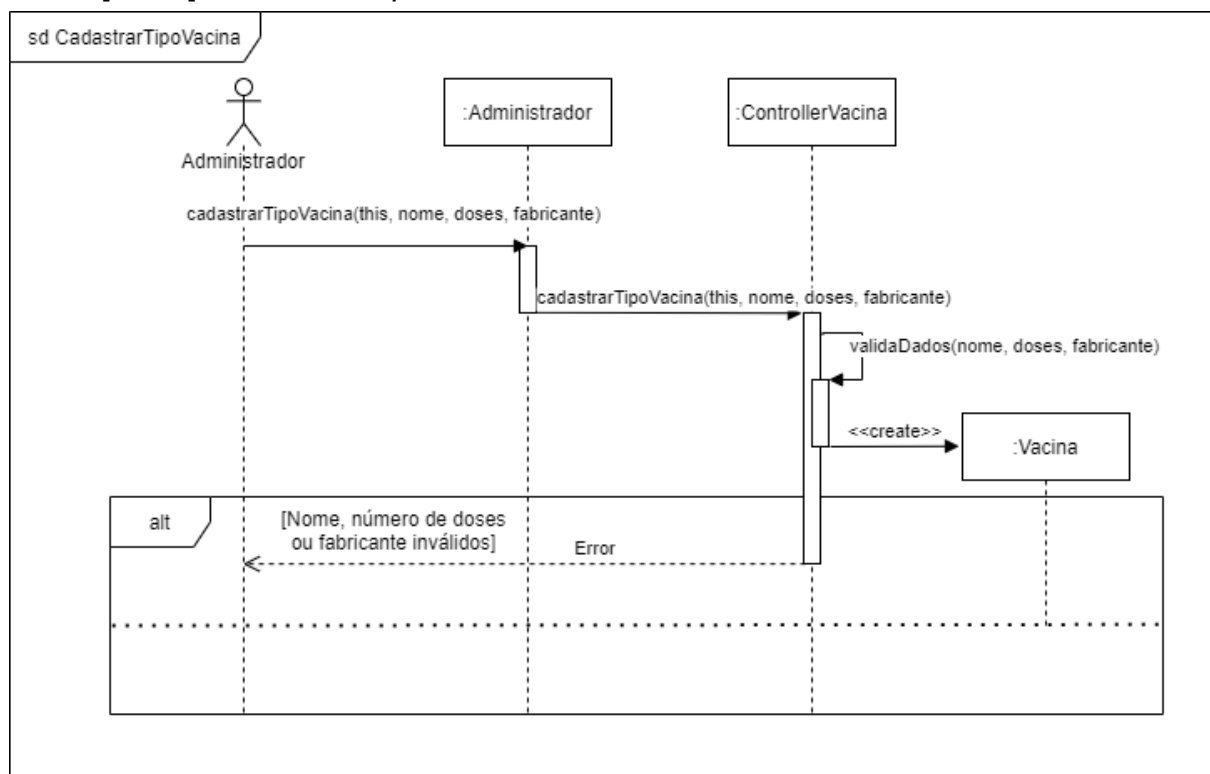 sd CadastrarTipoVacina
:Administrador
:ControllerVacina
Administrador
cadastrarTipoVacina(this, nome, doses, fabricante)
cadastrarTipoVacina(this, nome, doses, fabricante)
validaDados(nome, doses, fabricante)
<<create>>
:Vacina
alt
[Nome, número de doses
ou fabricante inválidos]
Error